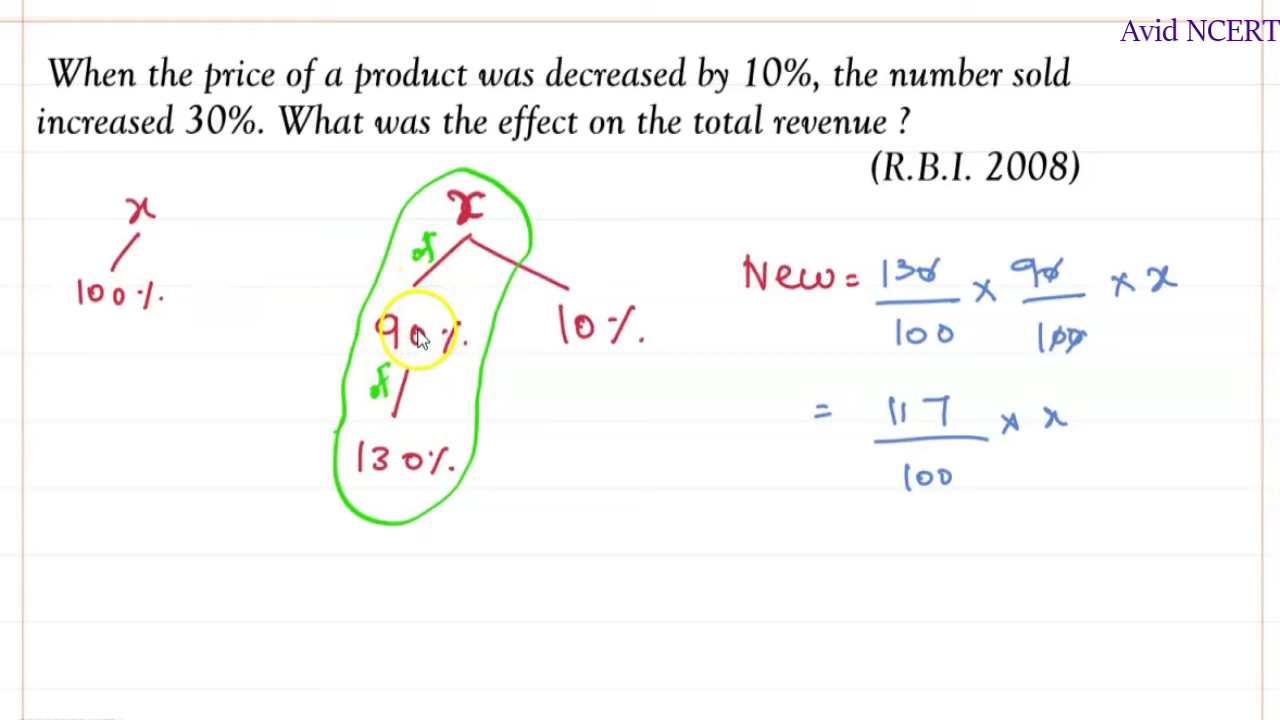 Avid NCERT
When the price of a product was decreased by 10%, the number sold
increased 30%. What was the effect on the total revenue ?
(R.B.I. 2008)
x
100%
x
of
90%
10%
of
130%
New = 130/100 × 90/100 × x
= 117/100 × x